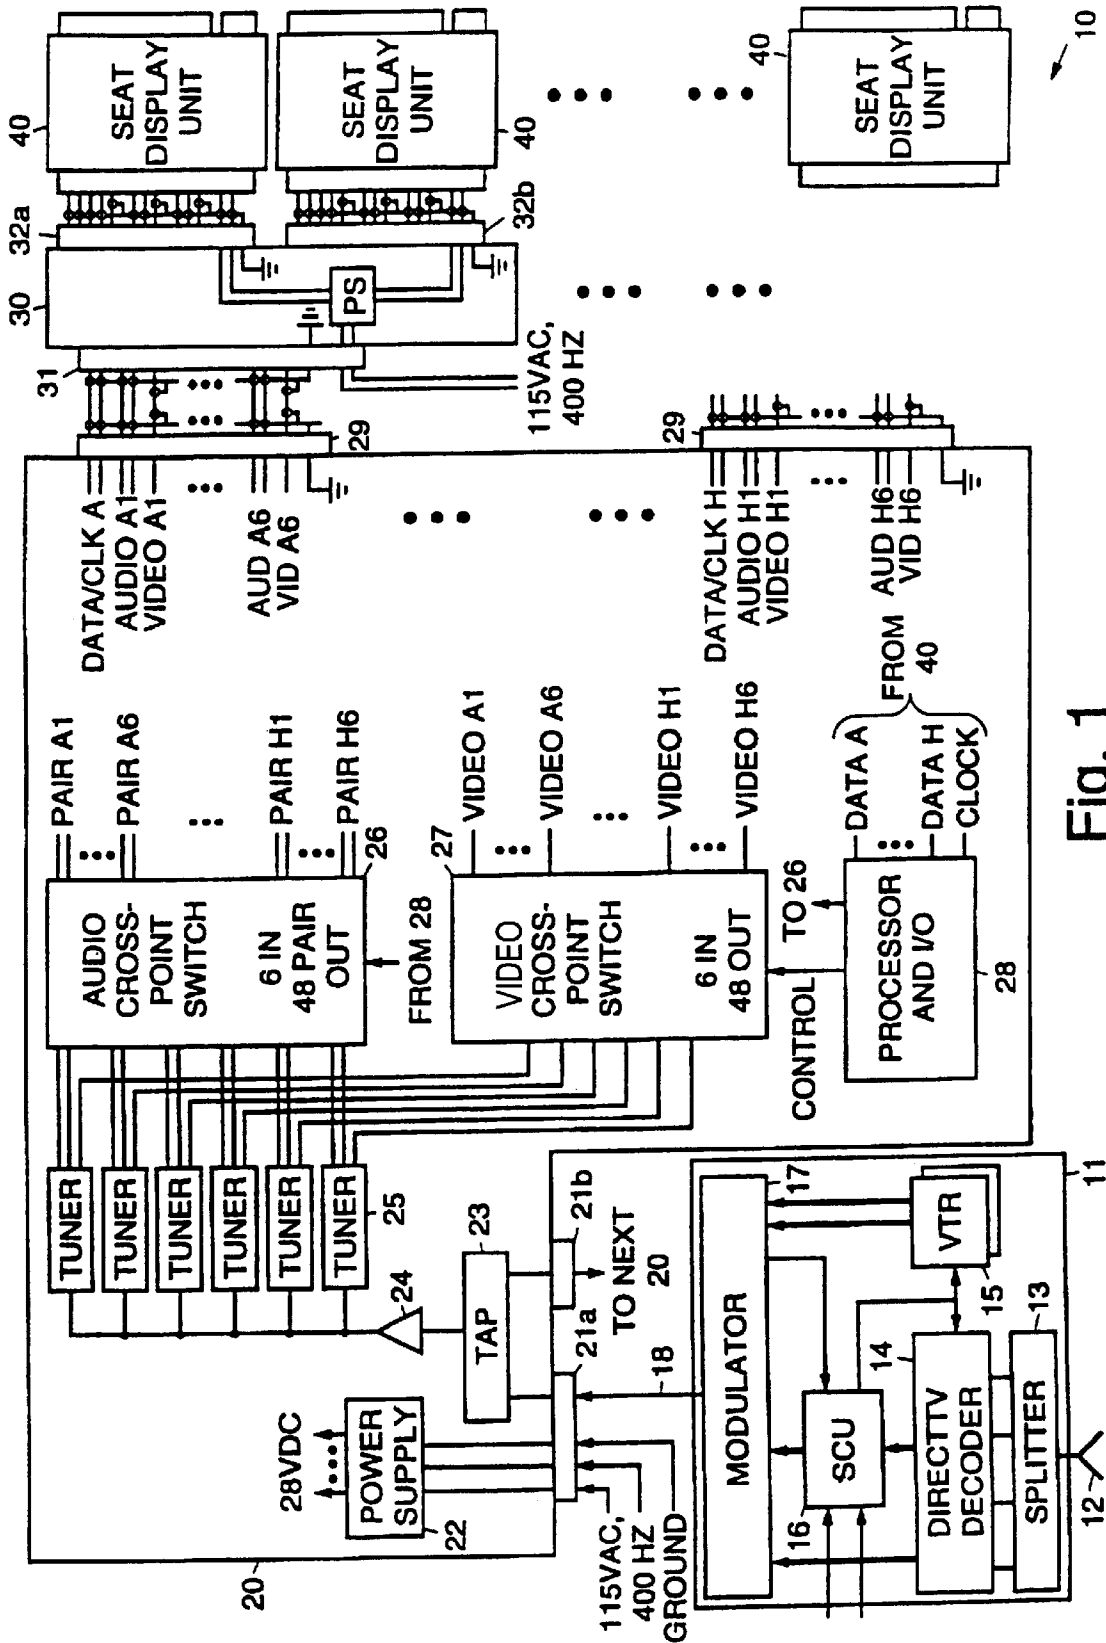 20
115VAC,
400 HZ
GROUND
28VDC
POWER
SUPPLY
22
TAP
23
24
21a
21b
TO NEXT
20
18
TUNER
TUNER
TUNER
TUNER
TUNER
TUNER
25
AUDIO
CROSS-
POINT
SWITCH
6 IN
48 PAIR
OUT
26
FROM 28
PAIR A1
PAIR A6
PAIR H1
PAIR H6
27
VIDEO
CROSS-
POINT
SWITCH
6 IN
48 OUT
VIDEO A1
VIDEO A6
VIDEO H1
VIDEO H6
CONTROL
TO 26
PROCESSOR
AND I/O
28
DATA A
DATA H
CLOCK
FROM
40
DATA/CLK A
AUDIO A1
VIDEO A1
AUD A6
VID A6
29
DATA/CLK H
AUDIO H1
VIDEO H1
AUD H6
VID H6
29
31
30
PS
115VAC,
400 HZ
32a
32b
40
SEAT
DISPLAY
UNIT
SEAT
DISPLAY
UNIT
40
40
SEAT
DISPLAY
UNIT
10
11
MODULATOR
17
SCU
16
VTR
15
14
DIRECTTV
DECODER
13
SPLITTER
12
Fig. 1